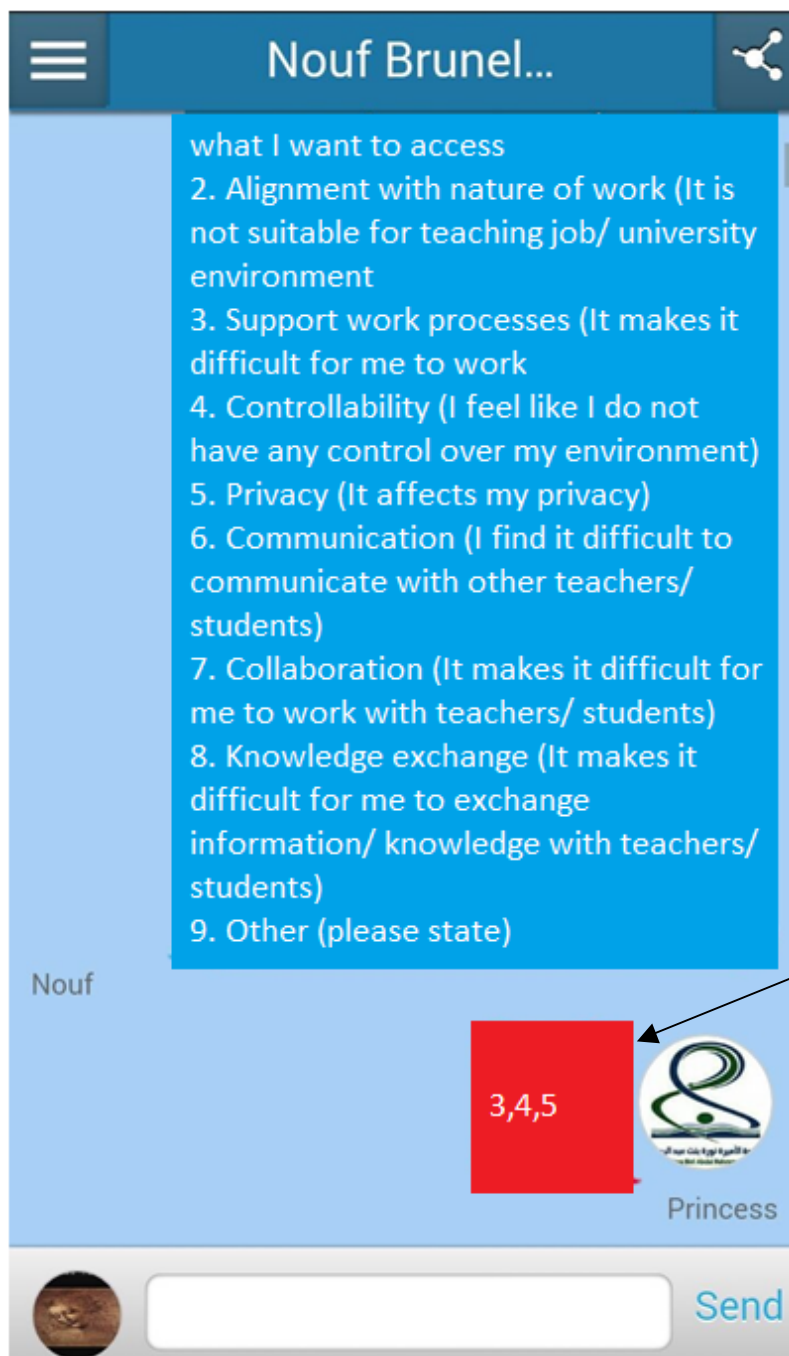 Nouf Brunel...
what I want to access
2. Alignment with nature of work (It is
not suitable for teaching job/ university
environment
3. Support work processes (It makes it
difficult for me to work
4. Controllability (I feel like I do not
have any control over my environment)
5. Privacy (It affects my privacy)
6. Communication (I find it difficult to
communicate with other teachers/
students)
7. Collaboration (It makes it difficult for
me to work with teachers/ students)
8. Knowledge exchange (It makes it
difficult for me to exchange
information/ knowledge with teachers/
students)
9. Other (please state)
Nouf
3,4,5
Princess
Send